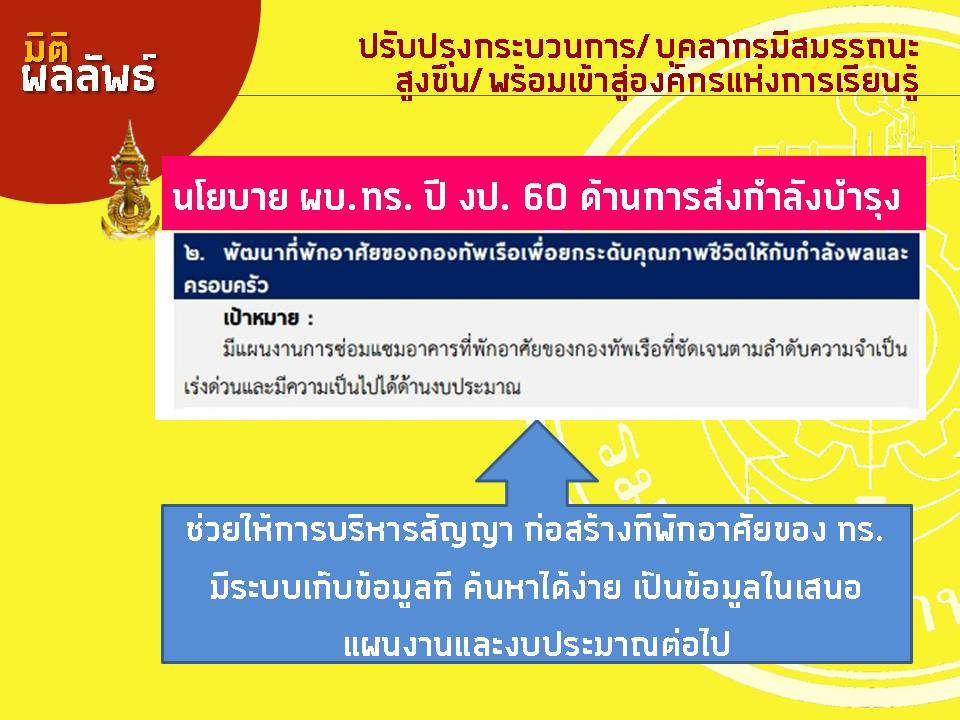 มิติ
ผลลัพธ์
ปรับปรุงกระบวนการ/ บุคลากรมีสมรรถนะ
สูงขึ้น/ พร้อมเข้าสู่องค์กรแห่งการเรียนรู้
นโยบาย ผบ.ทร. ปี งป. 60 ด้านการส่งกำลังบำรุง
๒. พัฒนาที่พักอาศัยของกองทัพเรือเพื่อยกระดับคุณภาพชีวิตให้กับกำลังพลและ
ครอบครัว
เป้าหมาย :
มีแผนงานการซ่อมแซมอาคารที่พักอาศัยของกองทัพเรือที่ชัดเจนตามลำดับความจำเป็น
เร่งด่วนและมีความเป็นไปได้ด้านงบประมาณ
ช่วยให้การบริหารสัญญา ก่อสร้างที่พักอาศัยของ ทร.
มีระบบเก็บข้อมูลที่ ค้นหาได้ง่าย เป็นข้อมูลในเสนอ
แผนงานและงบประมาณต่อไป